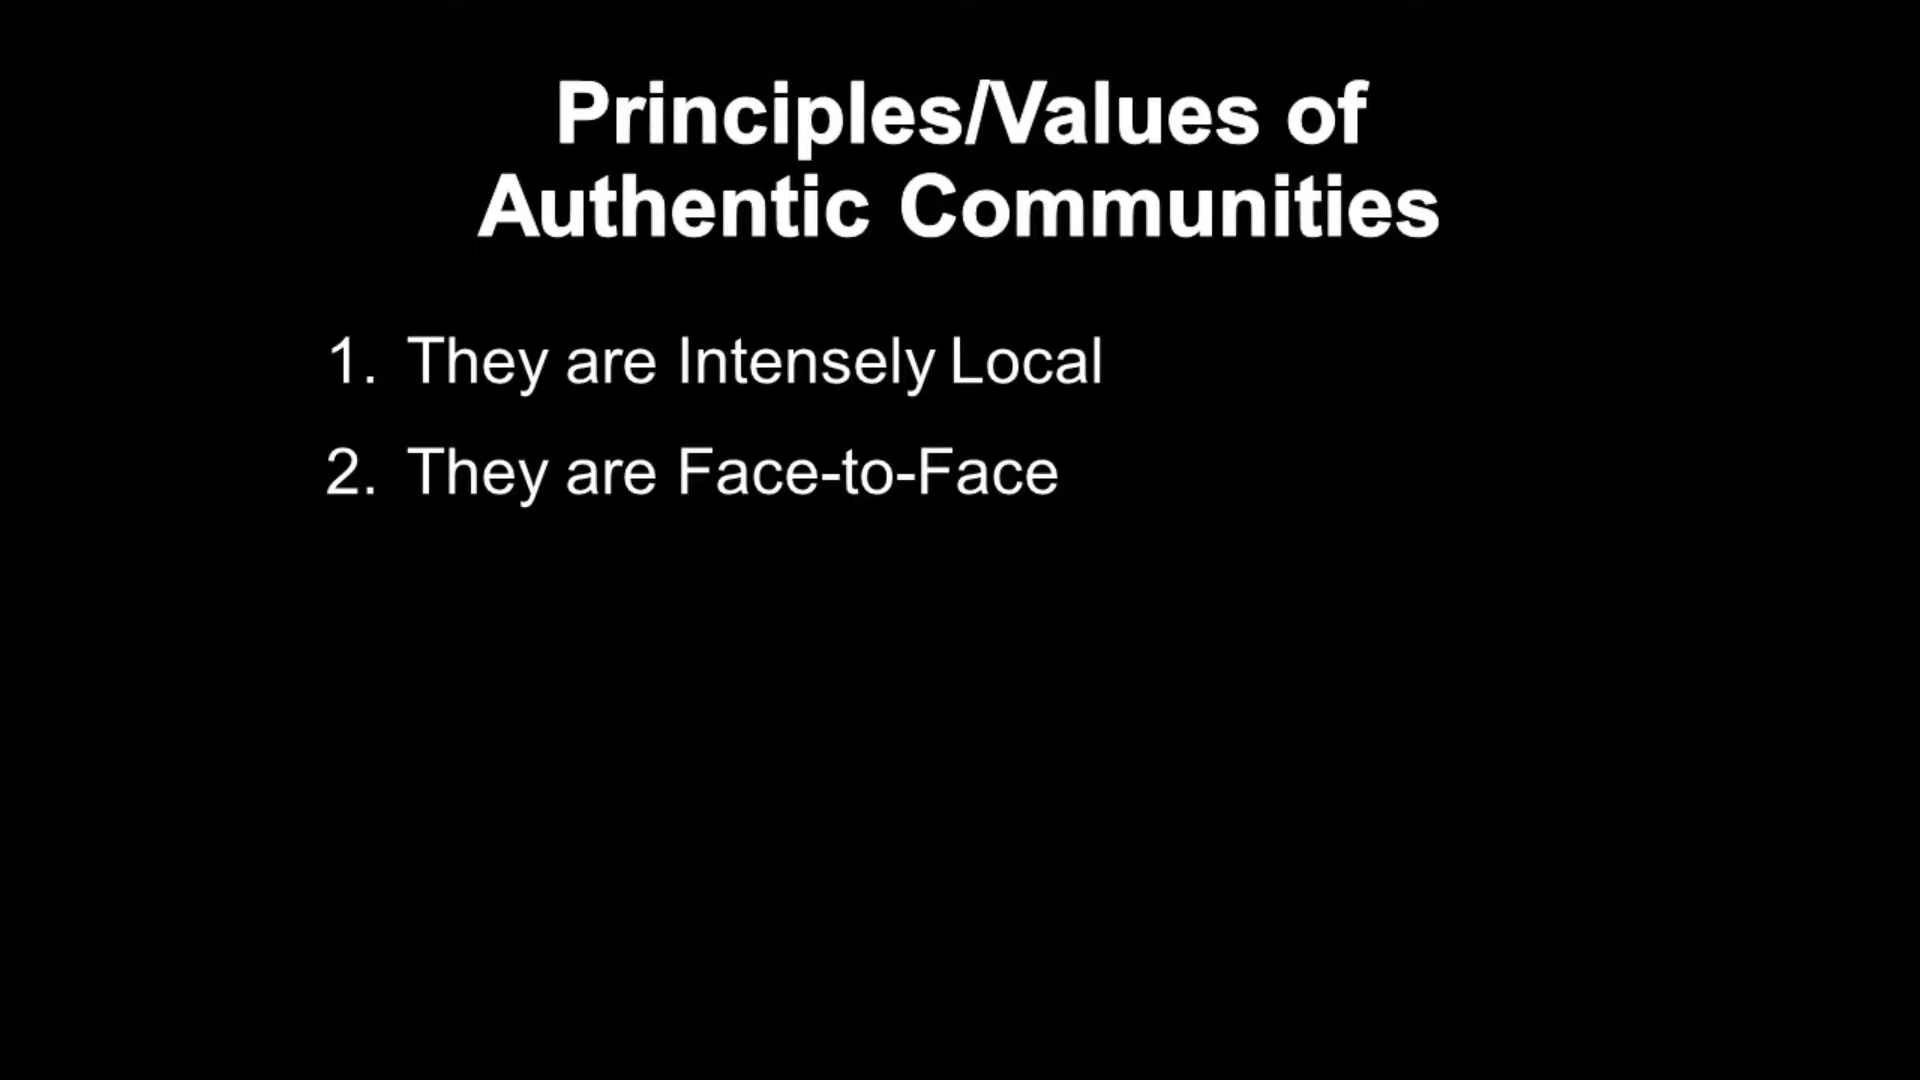 Principles/Values of
Authentic Communities
1. They are Intensely Local
2. They are Face-to-Face